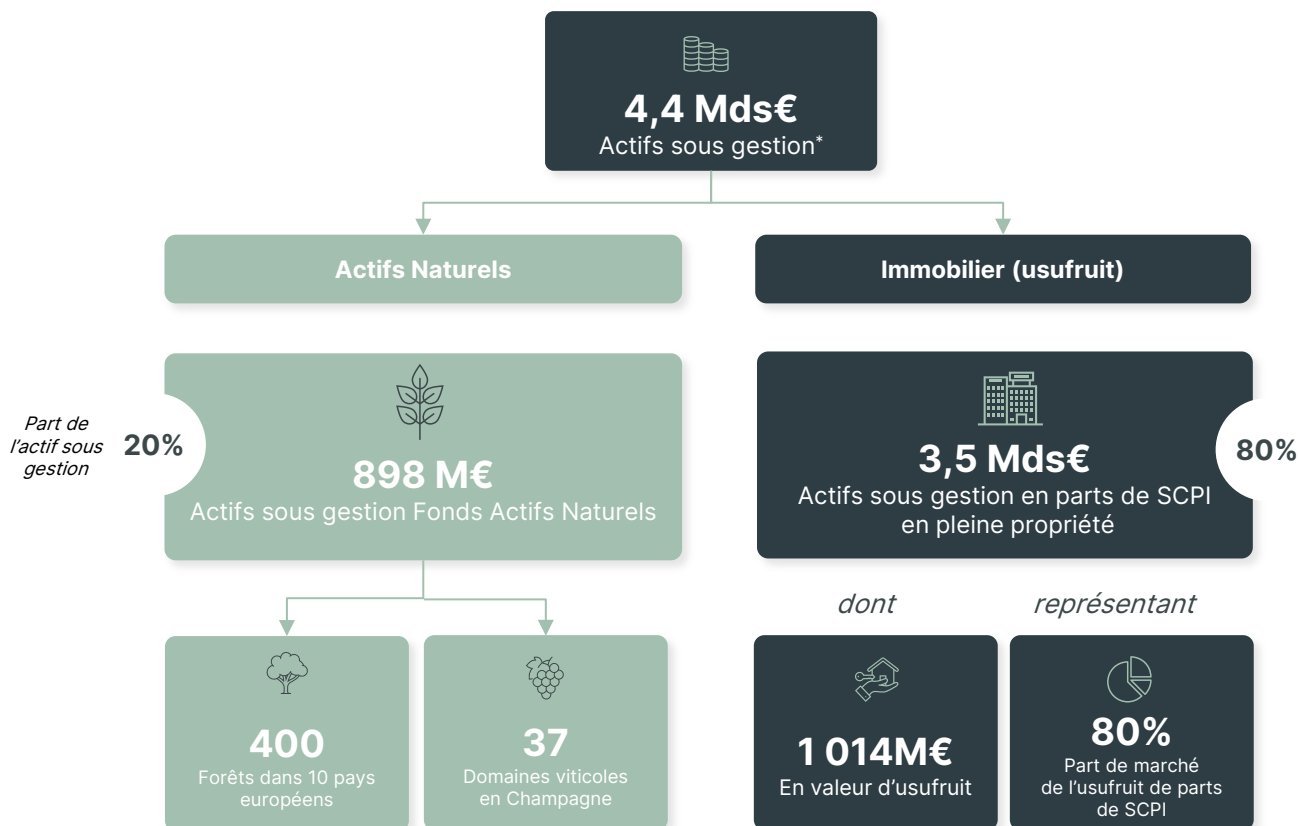 4,4 Mds€
Actifs sous gestion*
Actifs Naturels
Immobilier (usufruit)
Part de
l'actif sous
gestion
20%
898 M€
Actifs sous gestion Fonds Actifs Naturels
3,5 Mds€
Actifs sous gestion en parts de SCPI
en pleine propriété
80%
dont
représentant
400
Forêts dans 10 pays
européens
37
Domaines viticoles
en Champagne
1 014M€
En valeur d'usufruit
80%
Part de marché
de l'usufruit de parts
de SCPI